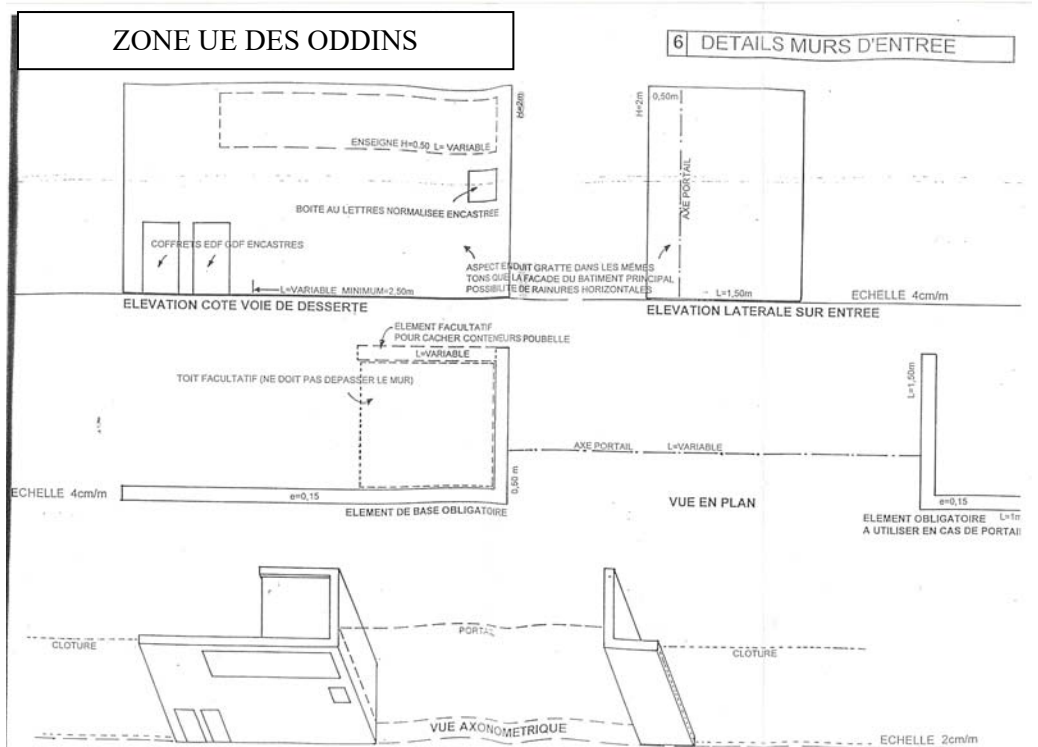 ZONE UE DES ODDINS
6 DETAILS MURS D'ENTREE
H=2m
H=2m
0,50m
ENSEIGNE H=0.50 L= VARIABLE
AXE PORTAIL
BOITE AU LETTRES NORMALISEE ENCASTREE
COFFRETS EDF GDF ENCASTRES
ASPECT ENDUIT GRATTE DANS LES MÊMES
TONS QUE LA FACADE DU BATIMENT PRINCIPAL
POSSIBILITE DE RAINURES HORIZONTALES
L=VARIABLE MINIMUM=2,50m
L=1,50m
ECHELLE 4cm/m
ELEVATION COTE VOIE DE DESSERTE
ELEVATION LATERALE SUR ENTREE
ELEMENT FACULTATIF
POUR CACHER CONTENEURS POUBELLE
L=VARIABLE
TOIT FACULTATIF (NE DOIT PAS DEPASSER LE MUR)
L=1,50m
AXE PORTAIL L=VARIABLE
0,50 m
ECHELLE 4cm/m
e=0,15
VUE EN PLAN
e=0,15
ELEMENT DE BASE OBLIGATOIRE
ELEMENT OBLIGATOIRE L=1m
A UTILISER EN CAS DE PORTAIL
PORTAIL
CLOTURE
CLOTURE
VUE AXONOMETRIQUE
ECHELLE 2cm/m